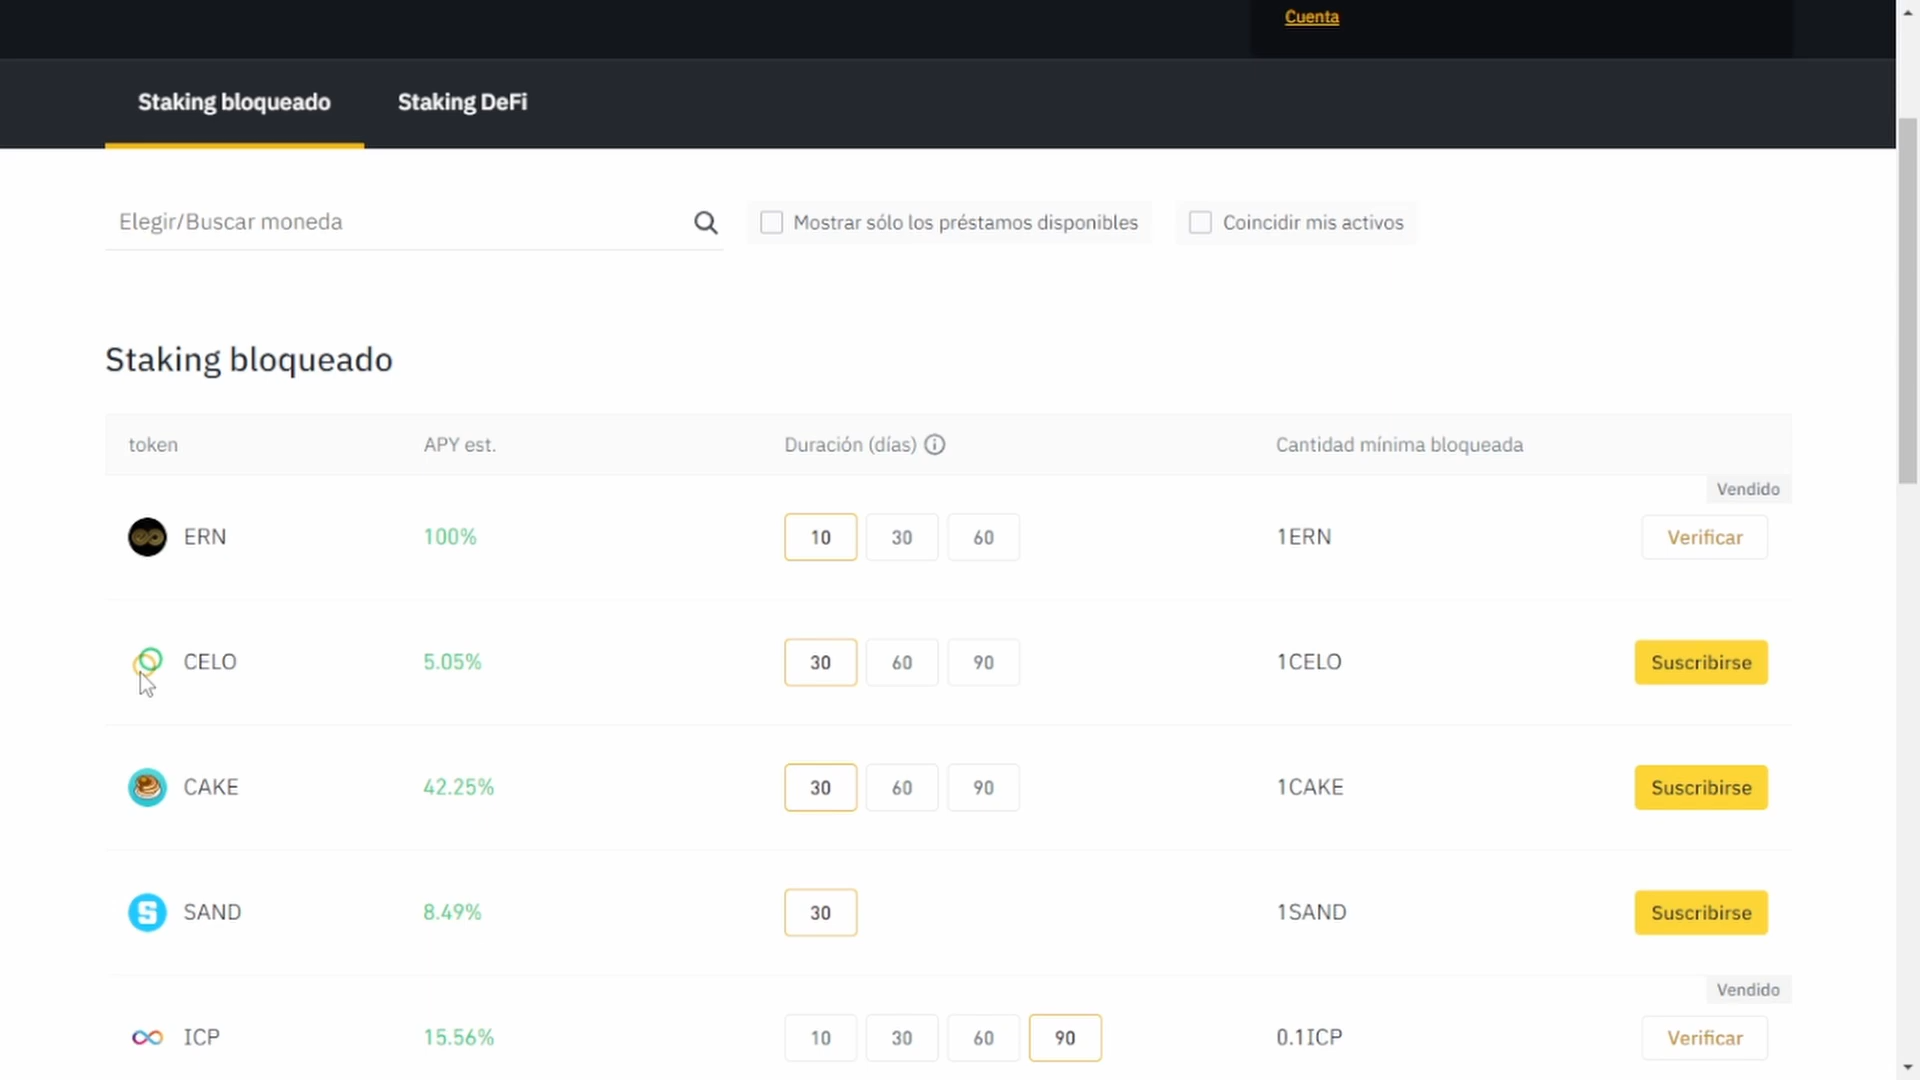 Cuenta
Staking bloqueado Staking DeFi
Elegir/Buscar moneda Mostrar sólo los préstamos disponibles Coincidir mis activos
Staking bloqueado
token APY est. Duración (días) Cantidad mínima bloqueada
Vendido
ERN 100% 10 30 60 1ERN Verificar
CELO 5.05% 30 60 90 1CELO Suscribirse
CAKE 42.25% 30 60 90 1CAKE Suscribirse
SAND 8.49% 30 1SAND Suscribirse
Vendido
ICP 15.56% 10 30 60 90 0.1ICP Verificar